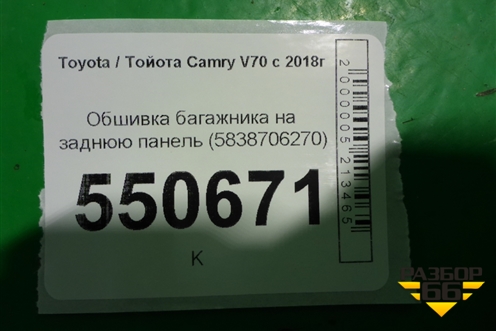 Toyota / Тойота Camry V70 с 2018г
Обшивка багажника на
заднюю панель (5838706270)
550671
К
2000005213465
РАЗБОР
66